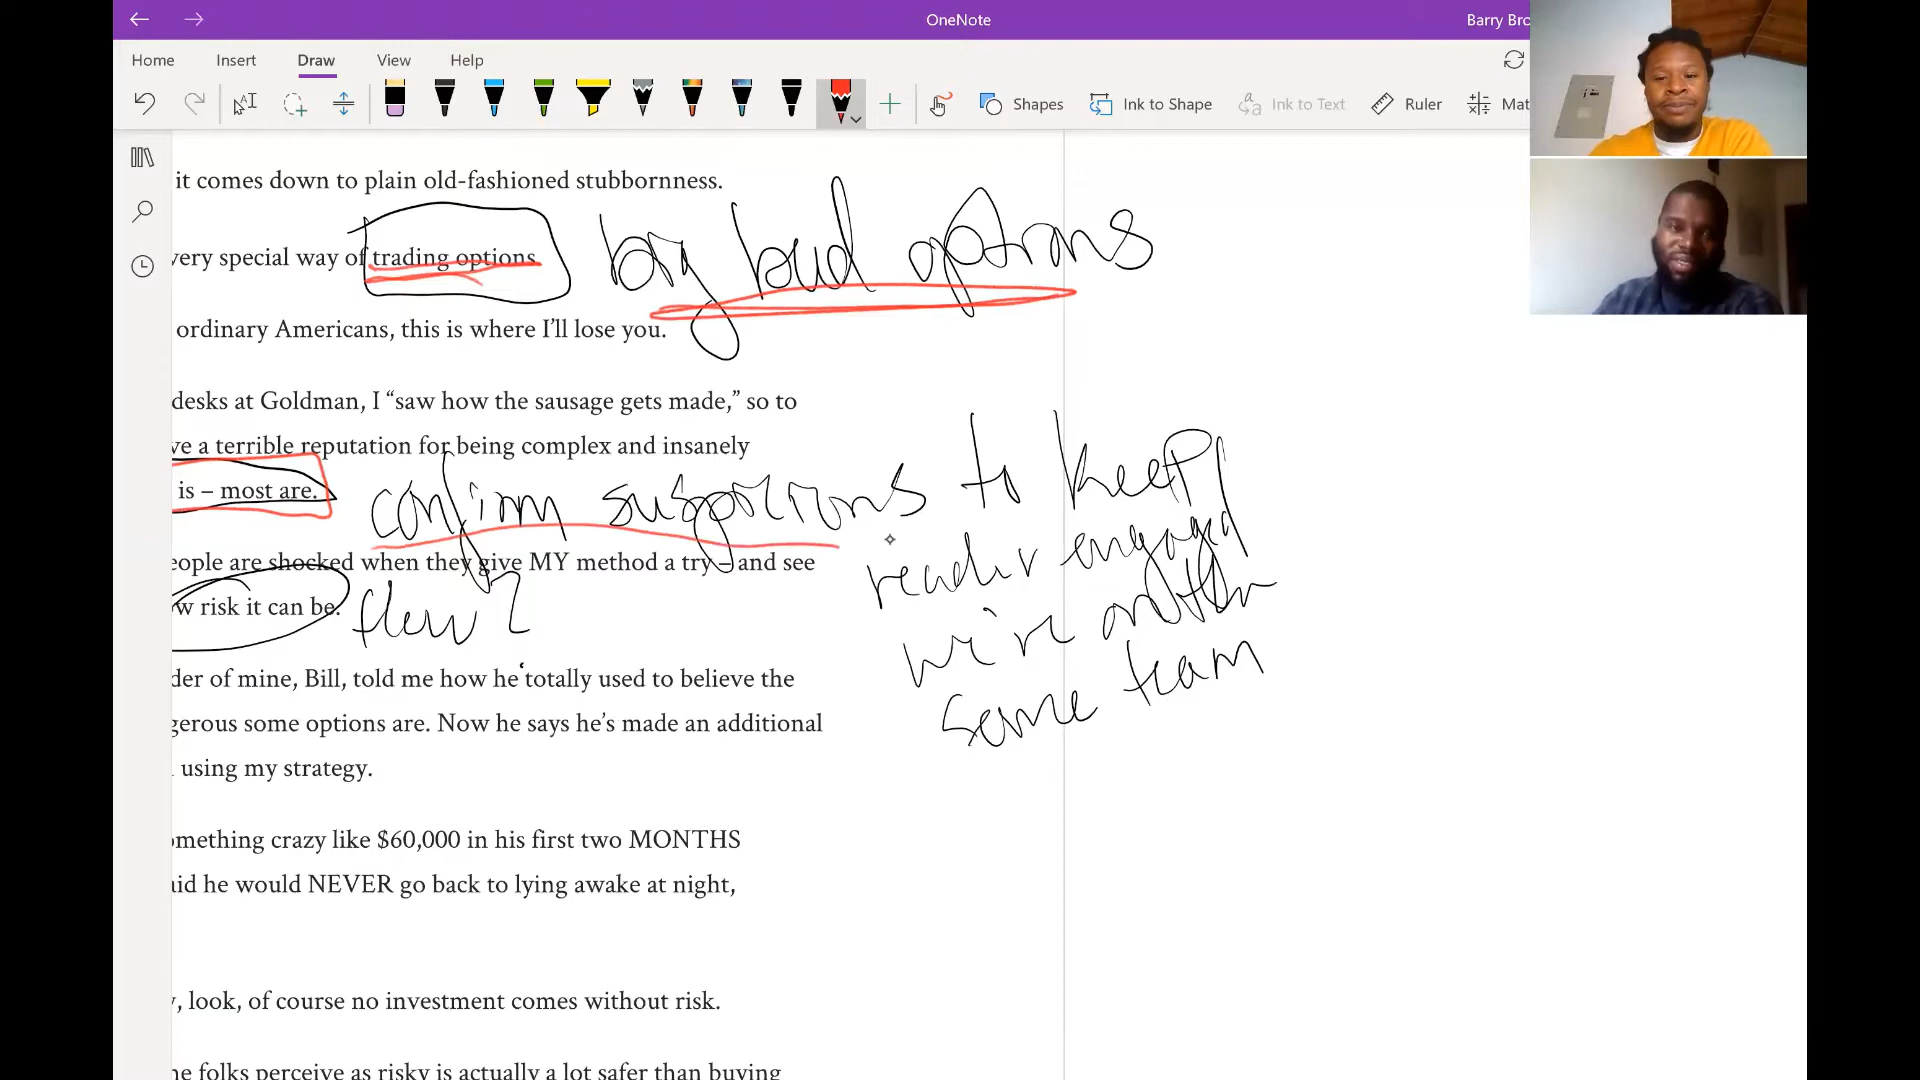 OneNote
Barry Bro
Home Insert Draw View Help
Shapes Ink to Shape Ink to Text Ruler Mat
it comes down to plain old-fashioned stubbornness.
very special way of trading options.
big bad options
ordinary Americans, this is where I'll lose you.
desks at Goldman, I “saw how the sausage gets made,” so to
ve a terrible reputation for being complex and insanely
is – most are.
confirm suspicions to keep
reader engaged
we're on the
same team
eople are shocked when they give MY method a try – and see
w risk it can be.
der of mine, Bill, told me how he totally used to believe the
gerous some options are. Now he says he's made an additional
using my strategy.
omething crazy like $60,000 in his first two MONTHS
aid he would NEVER go back to lying awake at night,
, look, of course no investment comes without risk.
ne folks perceive as risky is actually a lot safer than buying